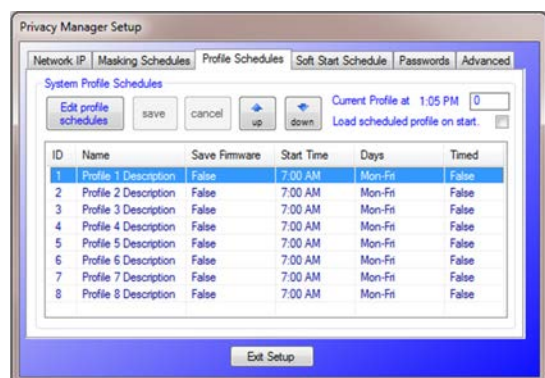 Privacy Manager Setup
Network IP Masking Schedules Profile Schedules Soft Start Schedule Passwords Advanced
System Profile Schedules
Edit profile schedules save cancel up down Current Profile at 1:05 PM 0
Load scheduled profile on start.
ID Name Save Firmware Start Time Days Timed
1 Profile 1 Description False 7:00 AM Mon-Fri False
2 Profile 2 Description False 7:00 AM Mon-Fri False
3 Profile 3 Description False 7:00 AM Mon-Fri False
4 Profile 4 Description False 7:00 AM Mon-Fri False
5 Profile 5 Description False 7:00 AM Mon-Fri False
6 Profile 6 Description False 7:00 AM Mon-Fri False
7 Profile 7 Description False 7:00 AM Mon-Fri False
8 Profile 8 Description False 7:00 AM Mon-Fri False
Exit Setup